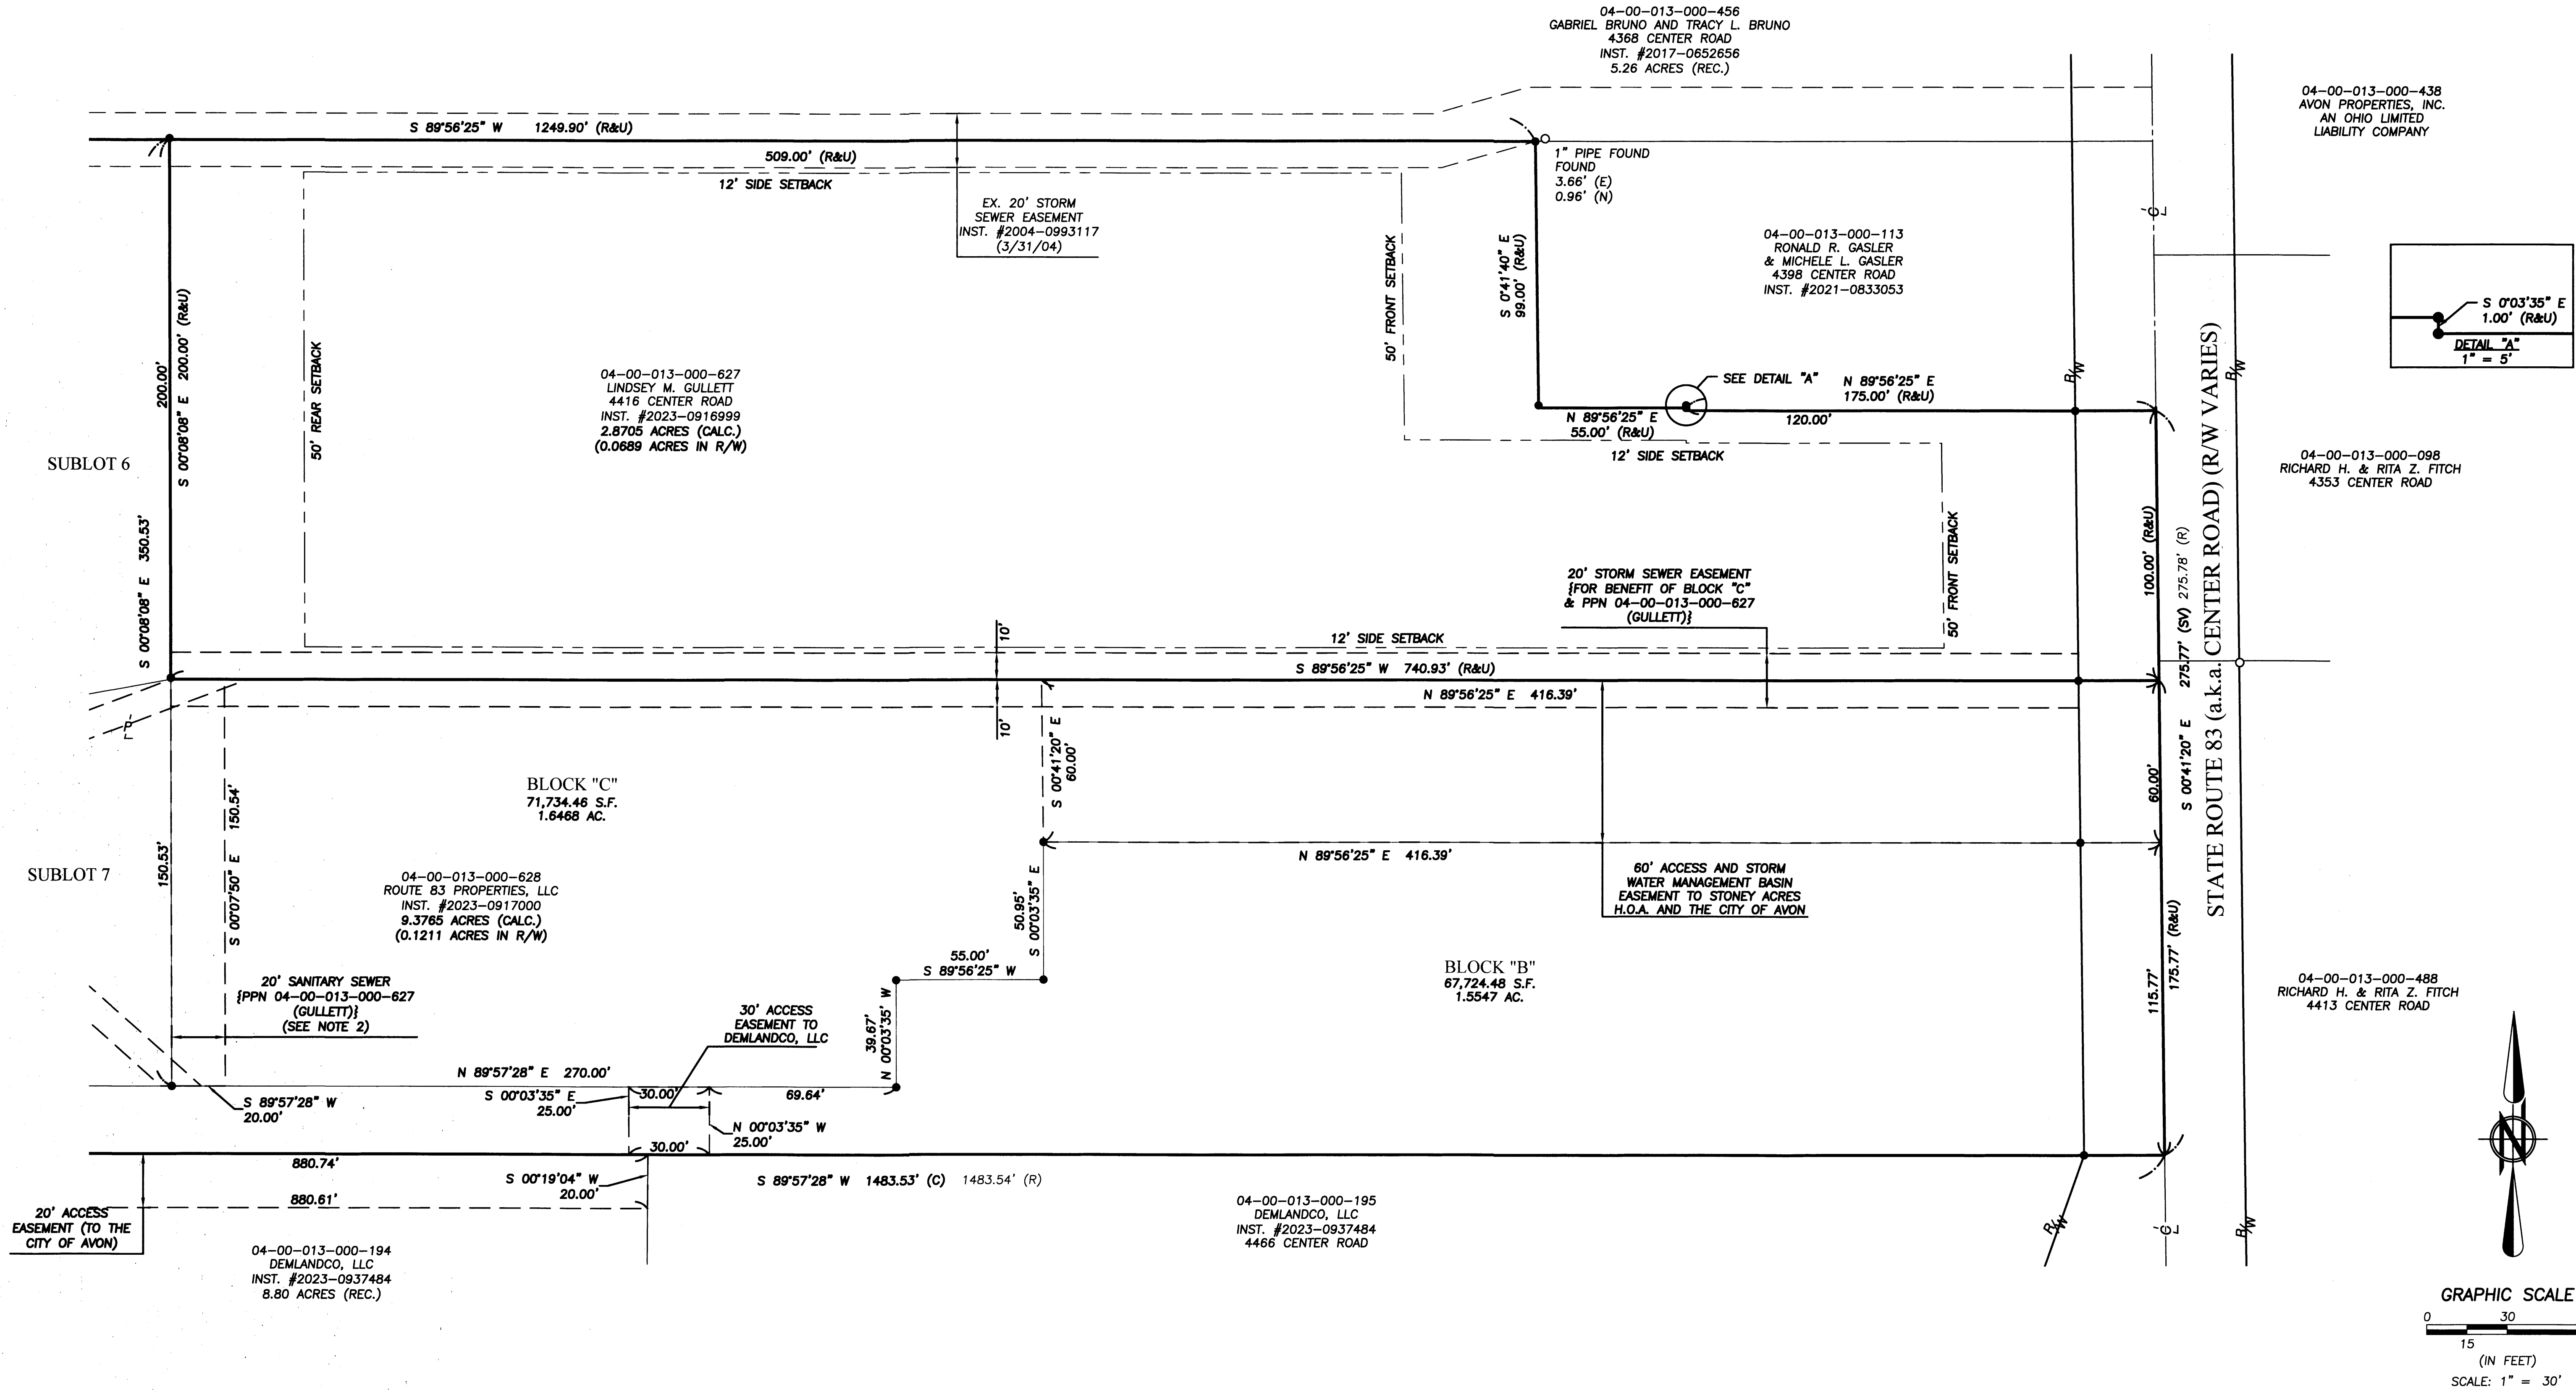 04-00-013-000-456
GABRIEL BRUNO AND TRACY L. BRUNO
4368 CENTER ROAD
INST. #2017-0652656
5.26 ACRES (REC.)
04-00-013-000-438
AVON PROPERTIES, INC.
AN OHIO LIMITED
LIABILITY COMPANY
S 89°56'25" W 1249.90' (R&U)
509.00' (R&U)
12' SIDE SETBACK
EX. 20' STORM
SEWER EASEMENT
INST. #2004-0993117
(3/31/04)
1" PIPE FOUND
FOUND
3.66' (E)
0.96' (N)
50' FRONT SETBACK
S 0°41'40" E
99.00' (R&U)
04-00-013-000-113
RONALD R. GASLER
& MICHELE L. GASLER
4398 CENTER ROAD
INST. #2021-0833053
CL
R/W
R/W
S 0°03'35" E
1.00' (R&U)
DETAIL "A"
1" = 5'
200.00'
S 00°08'08" E 200.00' (R&U)
50' REAR SETBACK
04-00-013-000-627
LINDSEY M. GULLETT
4416 CENTER ROAD
INST. #2023-0916999
2.8705 ACRES (CALC.)
(0.0689 ACRES IN R/W)
SEE DETAIL "A"
N 89°56'25" E
175.00' (R&U)
N 89°56'25" E
55.00' (R&U)
120.00'
12' SIDE SETBACK
SUBLOT 6
S 00°08'08" E 350.53'
04-00-013-000-098
RICHARD H. & RITA Z. FITCH
4353 CENTER ROAD
50' FRONT SETBACK
100.00' (R&U)
S 00°41'20" E 275.77' (SV) 275.78' (R)
STATE ROUTE 83 (a.k.a. CENTER ROAD) (R/W VARIES)
20' STORM SEWER EASEMENT
{FOR BENEFIT OF BLOCK "C"
& PPN 04-00-013-000-627
(GULLETT)}
10'
12' SIDE SETBACK
S 89°56'25" W 740.93' (R&U)
N 89°56'25" E 416.39'
10'
PL
S 00°41'20" E
60.00'
60.00'
BLOCK "C"
71,734.46 S.F.
1.6468 AC.
150.53'
S 00°07'50" E 150.54'
SUBLOT 7
04-00-013-000-628
ROUTE 83 PROPERTIES, LLC
INST. #2023-0917000
9.3765 ACRES (CALC.)
(0.1211 ACRES IN R/W)
N 89°56'25" E 416.39'
60' ACCESS AND STORM
WATER MANAGEMENT BASIN
EASEMENT TO STONEY ACRES
H.O.A. AND THE CITY OF AVON
50.95'
S 00°03'35" E
55.00'
S 89°56'25" W
BLOCK "B"
67,724.48 S.F.
1.5547 AC.
115.77'
175.77' (R&U)
04-00-013-000-488
RICHARD H. & RITA Z. FITCH
4413 CENTER ROAD
20' SANITARY SEWER
{PPN 04-00-013-000-627
(GULLETT)}
(SEE NOTE 2)
30' ACCESS
EASEMENT TO
DEMLANDCO, LLC
39.67'
N 00°03'35" W
N 89°57'28" E 270.00'
S 89°57'28" W
20.00'
S 00°03'35" E
25.00'
30.00'
69.64'
N 00°03'35" W
25.00'
30.00'
880.74'
S 00°19'04" W
20.00'
S 89°57'28" W 1483.53' (C) 1483.54' (R)
880.61'
20' ACCESS
EASEMENT (TO THE
CITY OF AVON)
04-00-013-000-194
DEMLANDCO, LLC
INST. #2023-0937484
8.80 ACRES (REC.)
04-00-013-000-195
DEMLANDCO, LLC
INST. #2023-0937484
4466 CENTER ROAD
R/W
CL
R/W
N
GRAPHIC SCALE
0 30
15
(IN FEET)
SCALE: 1" = 30'